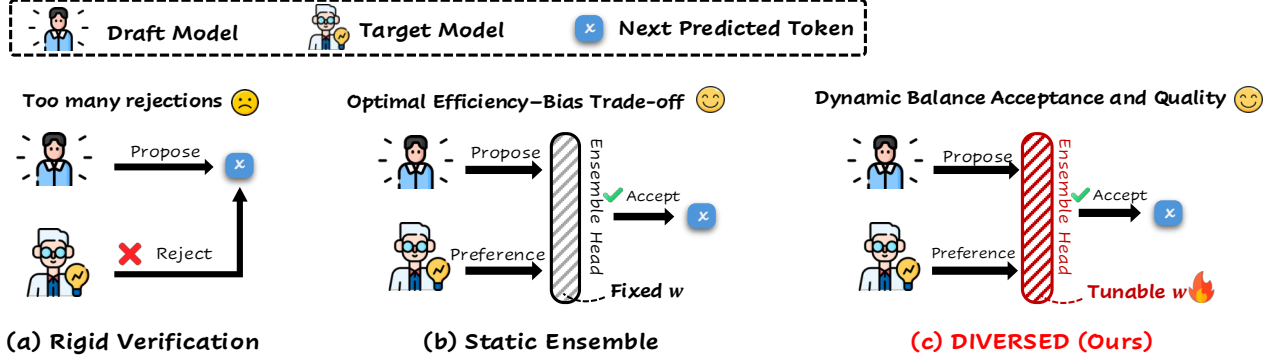 Draft Model
Target Model
x
Next Predicted Token
Too many rejections
Propose
x
Reject
(a) Rigid Verification
Optimal Efficiency–Bias Trade-off
Propose
Preference
Ensemble Head
Accept
x
Fixed w
(b) Static Ensemble
Dynamic Balance Acceptance and Quality
Propose
Preference
Ensemble Head
Accept
x
Tunable w
(c) DIVERSED (Ours)